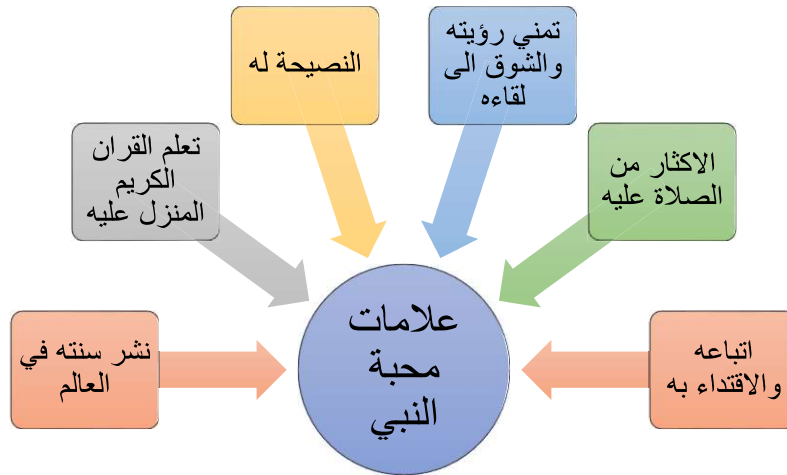 تمني رؤيته
والشوق الى
لقاءه
النصيحة له
الاكثار من
الصلاة عليه
تعلم القران
الكريم
المنزل عليه
اتباعه
والاقتداء به
نشر سنته في
العالم
علامات
محبة
النبي